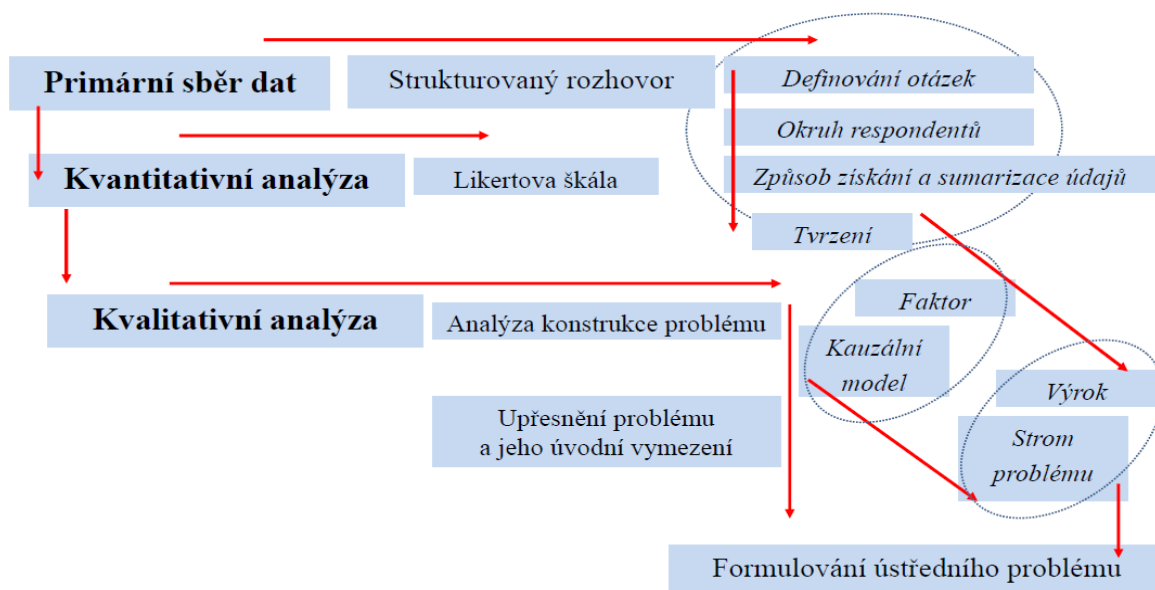 Primární sběr dat
Strukturovaný rozhovor
Definování otázek
Okruh respondentů
Kvantitativní analýza
Likertova škála
Způsob získání a sumarizace údajů
Tvrzení
Kvalitativní analýza
Analýza konstrukce problému
Faktor
Kauzální
model
Upřesnění problému
a jeho úvodní vymezení
Výrok
Strom
problému
Formulování ústředního problému